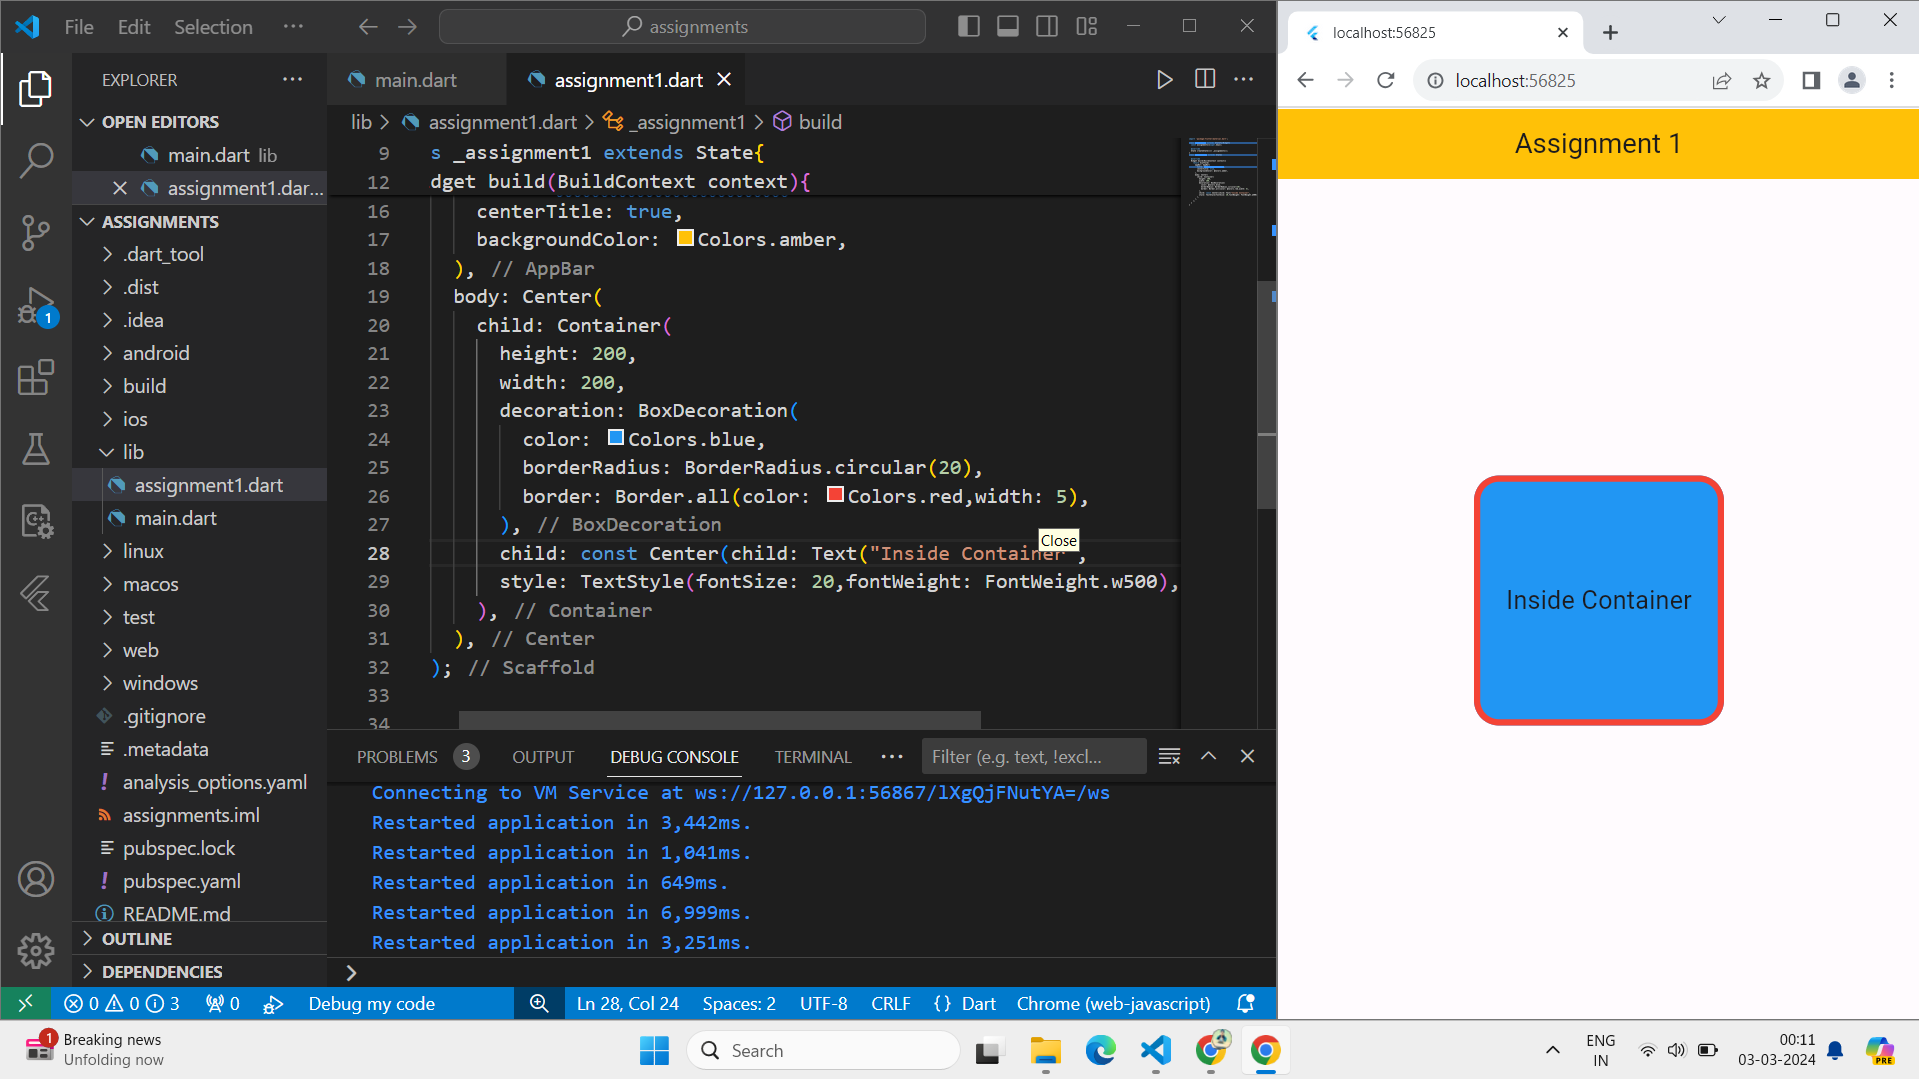 File Edit Selection ··· assignments
EXPLORER ···
OPEN EDITORS
main.dart lib
assignment1.dar...
ASSIGNMENTS
.dart_tool
.dist
.idea
android
build
ios
lib
assignment1.dart
main.dart
linux
macos
test
web
windows
.gitignore
.metadata
analysis_options.yaml
assignments.iml
pubspec.lock
pubspec.yaml
README.md
OUTLINE
DEPENDENCIES
main.dart assignment1.dart
lib > assignment1.dart > _assignment1 > build
9 s _assignment1 extends State{
12 dget build(BuildContext context){
16 centerTitle: true,
17 backgroundColor: Colors.amber,
18 ), // AppBar
19 body: Center(
20 child: Container(
21 height: 200,
22 width: 200,
23 decoration: BoxDecoration(
24 color: Colors.blue,
25 borderRadius: BorderRadius.circular(20),
26 border: Border.all(color: Colors.red,width: 5),
27 ), // BoxDecoration
Close
28 child: const Center(child: Text("Inside Container",
29 style: TextStyle(fontSize: 20,fontWeight: FontWeight.w500),
30 ), // Container
31 ), // Center
32 ); // Scaffold
33
34
PROBLEMS 3 OUTPUT DEBUG CONSOLE TERMINAL ··· Filter (e.g. text, !excl...
Connecting to VM Service at ws://127.0.0.1:56867/lXgQjFNutYA=/ws
Restarted application in 3,442ms.
Restarted application in 1,041ms.
Restarted application in 649ms.
Restarted application in 6,999ms.
Restarted application in 3,251ms.
>
1
0 0 3 0 Debug my code Ln 28, Col 24 Spaces: 2 UTF-8 CRLF {} Dart Chrome (web-javascript)
localhost:56825
localhost:56825
Assignment 1
Inside Container
1 Breaking news
Unfolding now
Search
ENG
IN
00:11
03-03-2024
PRE